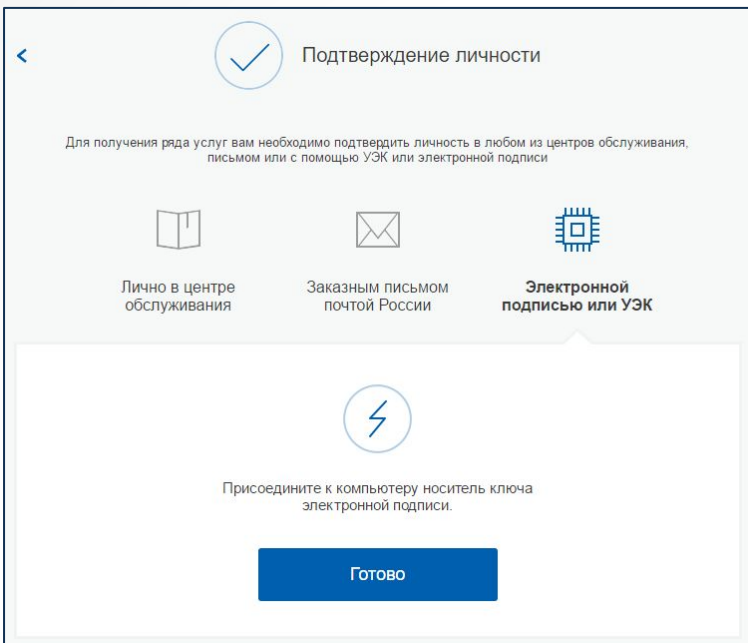 Подтверждение личности
Для получения ряда услуг вам необходимо подтвердить личность в любом из центров обслуживания,
письмом или с помощью УЭК или электронной подписи
Лично в центре
обслуживания
Заказным письмом
почтой России
Электронной
подписью или УЭК
Присоедините к компьютеру носитель ключа
электронной подписи.
Готово